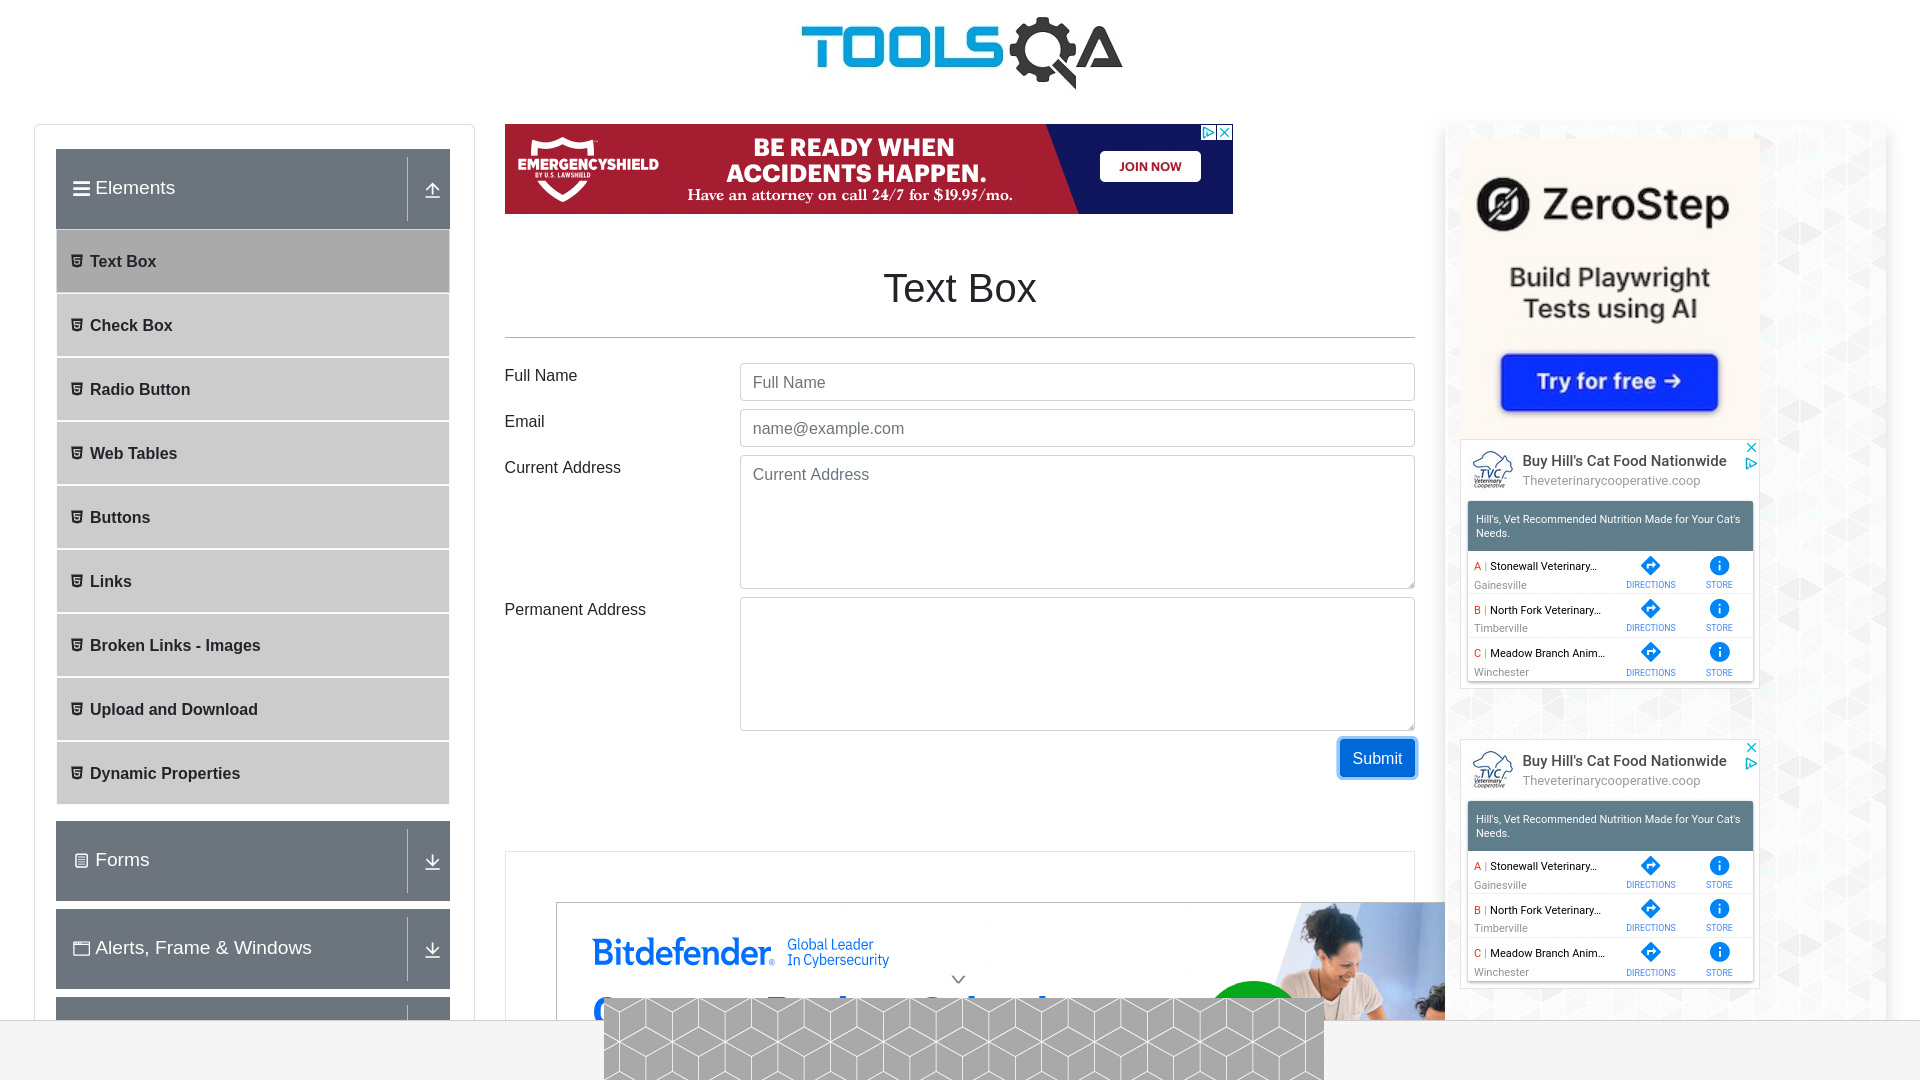 TOOLSQA
Elements
Text Box
Check Box
Radio Button
Web Tables
Buttons
Links
Broken Links - Images
Upload and Download
Dynamic Properties
Forms
Alerts, Frame & Windows
EMERGENCYSHIELD
BY U.S. LAWSHIELD
BE READY WHEN
ACCIDENTS HAPPEN.
Have an attorney on call 24/7 for $19.95/mo.
JOIN NOW
Text Box
Full Name
Full Name
Email
name@example.com
Current Address
Current Address
Permanent Address
Submit
Bitdefender®
Global Leader
In Cybersecurity
ZeroStep
Build Playwright
Tests using AI
Try for free →
TVC
Veterinary
Cooperative
Buy Hill's Cat Food Nationwide
Theveterinarycooperative.coop
Hill's, Vet Recommended Nutrition Made for Your Cat's
Needs.
A | Stonewall Veterinary...
Gainesville
DIRECTIONS
STORE
B | North Fork Veterinary...
Timberville
DIRECTIONS
STORE
C | Meadow Branch Anim...
Winchester
DIRECTIONS
STORE
TVC
Veterinary
Cooperative
Buy Hill's Cat Food Nationwide
Theveterinarycooperative.coop
Hill's, Vet Recommended Nutrition Made for Your Cat's
Needs.
A | Stonewall Veterinary...
Gainesville
DIRECTIONS
STORE
B | North Fork Veterinary...
Timberville
DIRECTIONS
STORE
C | Meadow Branch Anim...
Winchester
DIRECTIONS
STORE